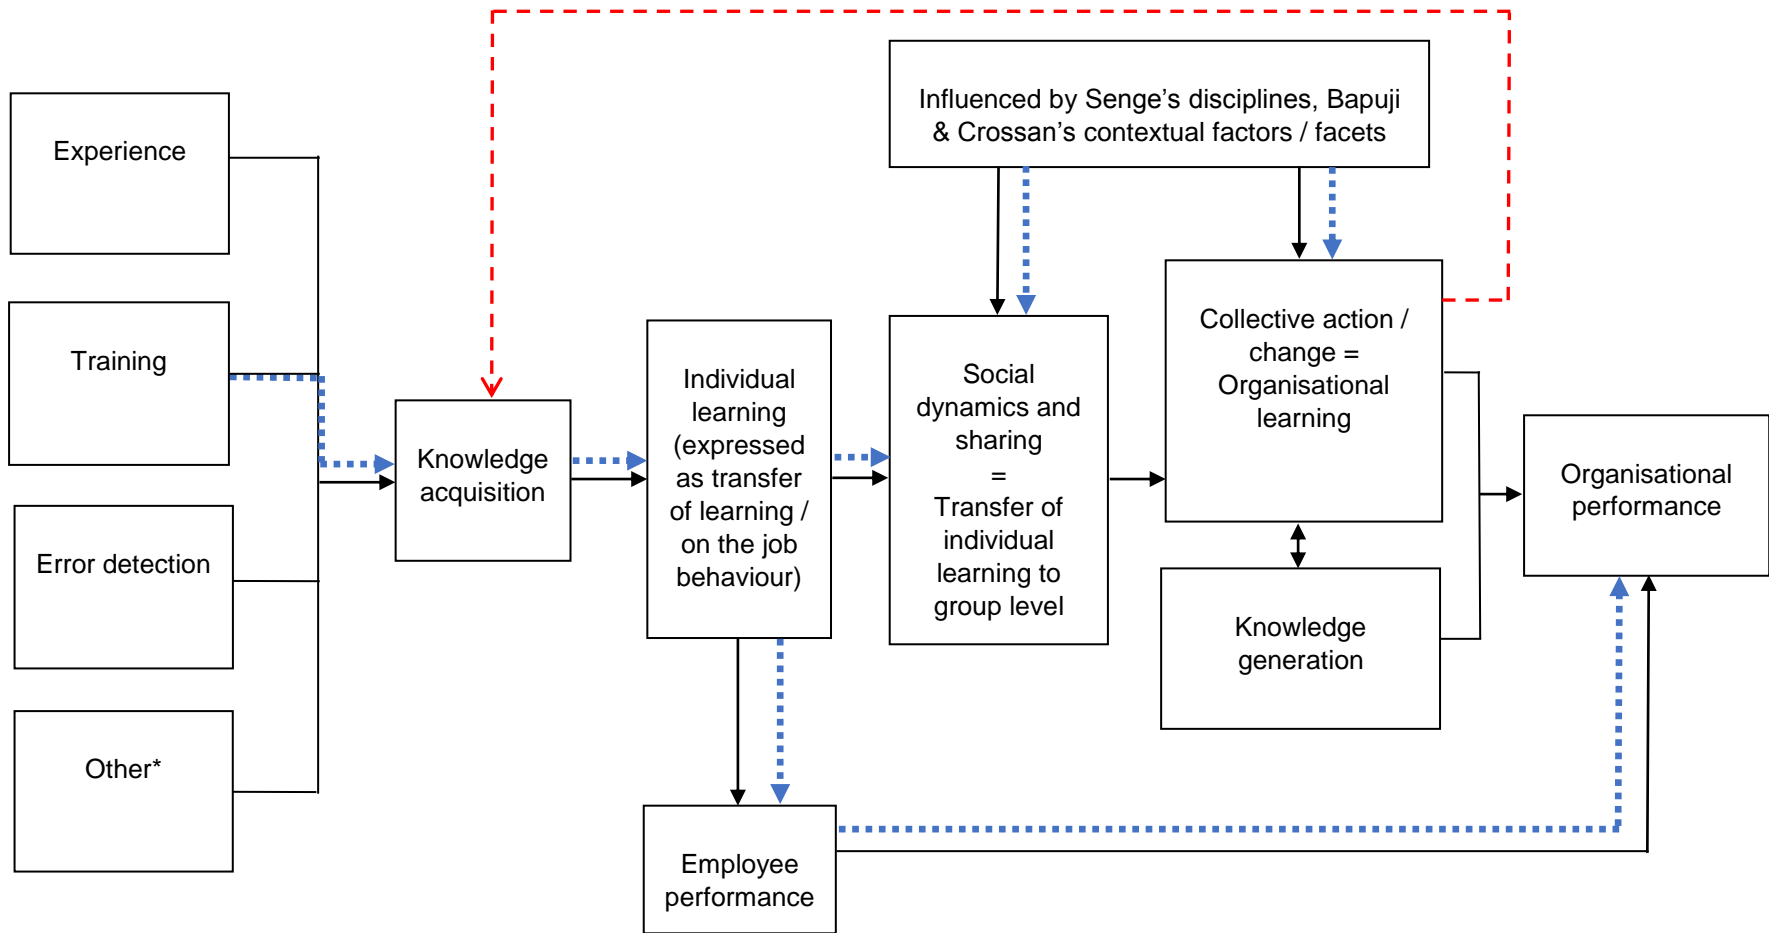 Influenced by Senge’s disciplines, Bapuji
& Crossan’s contextual factors / facets
Experience
Training
Error detection
Other*
Knowledge
acquisition
Individual
learning
(expressed
as transfer
of learning /
on the job
behaviour)
Social
dynamics and
sharing
=
Transfer of
individual
learning to
group level
Collective action /
change =
Organisational
learning
Knowledge
generation
Organisational
performance
Employee
performance